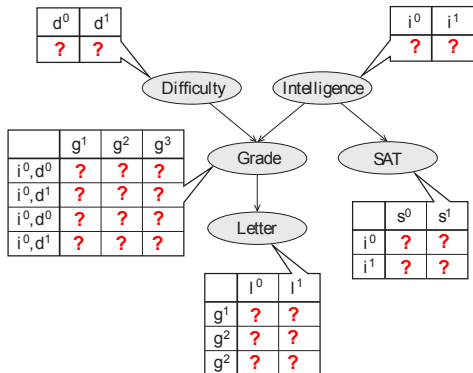 d⁰ d¹
? ?
i⁰ i¹
? ?
Difficulty
Intelligence
g¹ g² g³
i⁰,d⁰ ? ? ?
i⁰,d¹ ? ? ?
i⁰,d⁰ ? ? ?
i⁰,d¹ ? ? ?
Grade
SAT
s⁰ s¹
i⁰ ? ?
i¹ ? ?
Letter
l⁰ l¹
g¹ ? ?
g² ? ?
g² ? ?